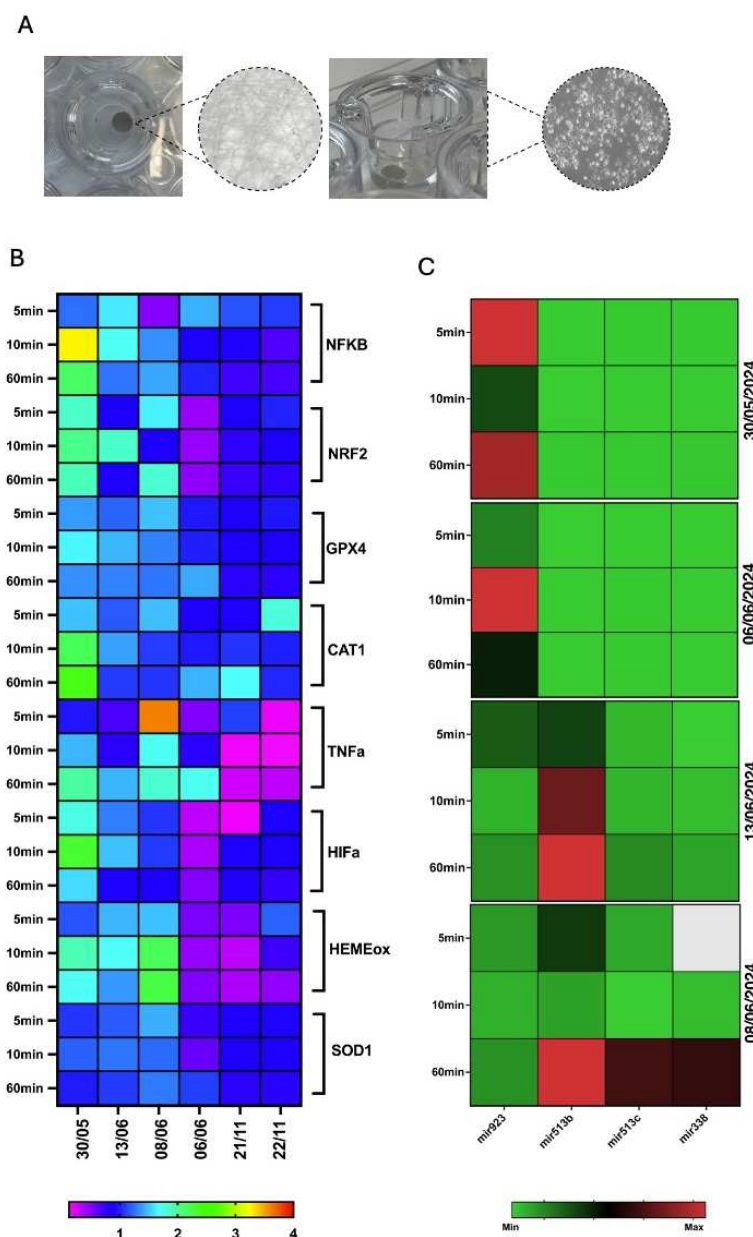 A
B
C
5min
10min
60min
NFKB
5min
10min
60min
NRF2
5min
10min
60min
GPX4
5min
10min
60min
CAT1
5min
10min
60min
TNFa
5min
10min
60min
HIFa
5min
10min
60min
HEMEox
5min
10min
60min
SOD1
30/05
13/06
08/06
06/06
21/11
22/11
1 2 3 4
5min
10min
60min
30/05/2024
5min
10min
60min
06/06/2024
5min
10min
60min
13/06/2024
5min
10min
60min
08/06/2024
mir923
mir513b
mir513c
mir338
Min Max